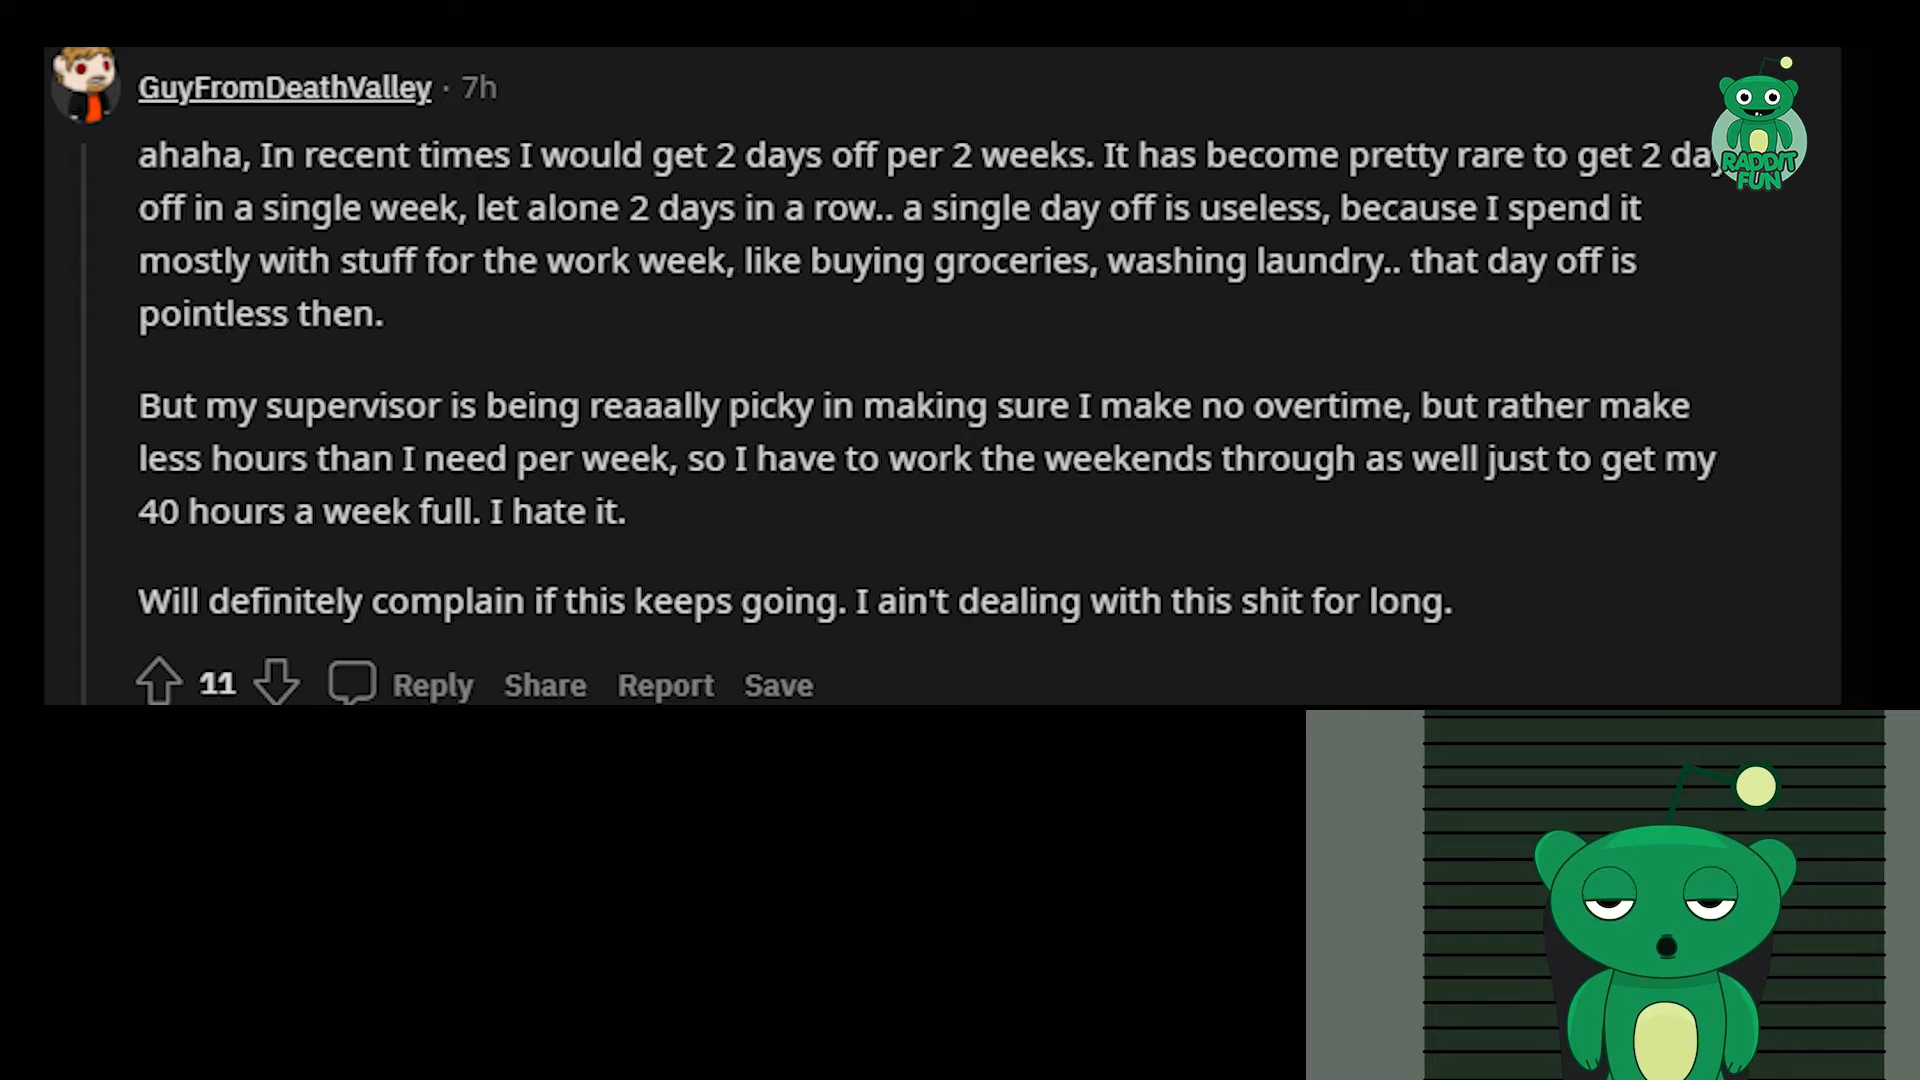 GuyFromDeathValley · 7h
ahaha, In recent times I would get 2 days off per 2 weeks. It has become pretty rare to get 2
off in a single week, let alone 2 days in a row.. a single day off is useless, because I spend it
mostly with stuff for the work week, like buying groceries, washing laundry.. that day off is
pointless then.
But my supervisor is being reaaally picky in making sure I make no overtime, but rather make
less hours than I need per week, so I have to work the weekends through as well just to get my
40 hours a week full. I hate it.
Will definitely complain if this keeps going. I ain't dealing with this shit for long.
11 Reply Share Report Save
RADDIT
FUN